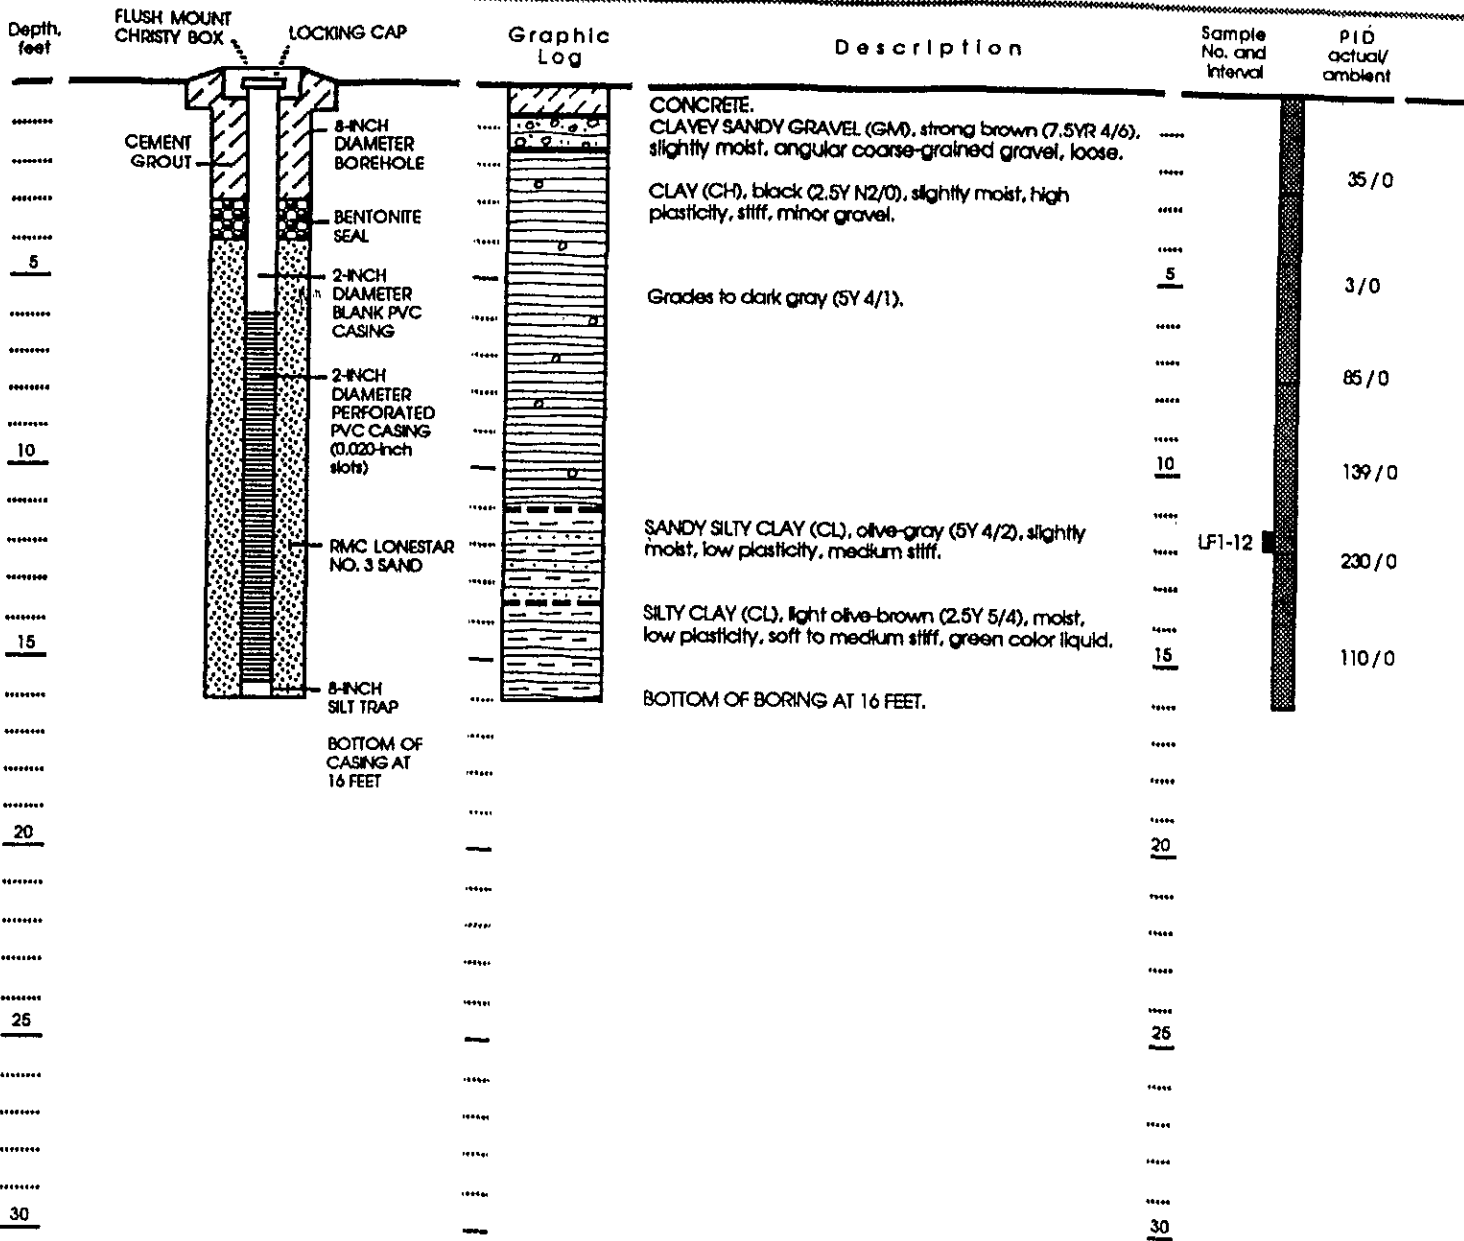 Depth,
feet
FLUSH MOUNT
CHRISTY BOX
LOCKING CAP
Graphic
Log
Description
Sample
No. and
Interval
PID
actual/
ambient
CEMENT
GROUT
8-INCH
DIAMETER
BOREHOLE
BENTONITE
SEAL
2-INCH
DIAMETER
BLANK PVC
CASING
2-INCH
DIAMETER
PERFORATED
PVC CASING
(0.020-inch
slots)
RMC LONESTAR
NO. 3 SAND
8-INCH
SILT TRAP
BOTTOM OF
CASING AT
16 FEET
5
10
15
20
25
30
CONCRETE.
CLAYEY SANDY GRAVEL (GM), strong brown (7.5YR 4/6),
slightly moist, angular coarse-grained gravel, loose.
CLAY (CH), black (2.5Y N2/0), slightly moist, high
plasticity, stiff, minor gravel.
Grades to dark gray (5Y 4/1).
SANDY SILTY CLAY (CL), olive-gray (5Y 4/2), slightly
moist, low plasticity, medium stiff.
SILTY CLAY (CL), light olive-brown (2.5Y 5/4), moist,
low plasticity, soft to medium stiff, green color liquid.
BOTTOM OF BORING AT 16 FEET.
5
10
15
20
25
30
LF1-12
35 / 0
3 / 0
85 / 0
139 / 0
230 / 0
110 / 0